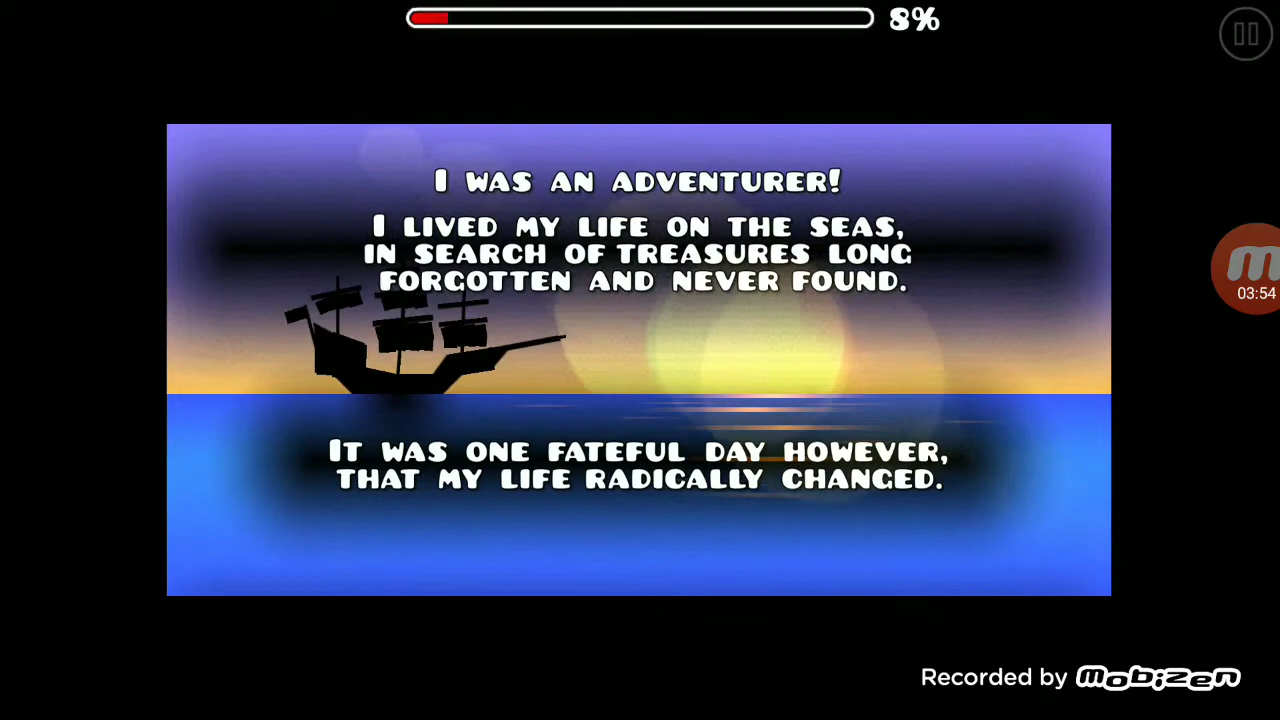 8%
I WAS AN ADVENTURER!
I LIVED MY LIFE ON THE SEAS,
IN SEARCH OF TREASURES LONG
FORGOTTEN AND NEVER FOUND.
03:54
IT WAS ONE FATEFUL DAY HOWEVER,
THAT MY LIFE RADICALLY CHANGED.
Recorded by mobizen